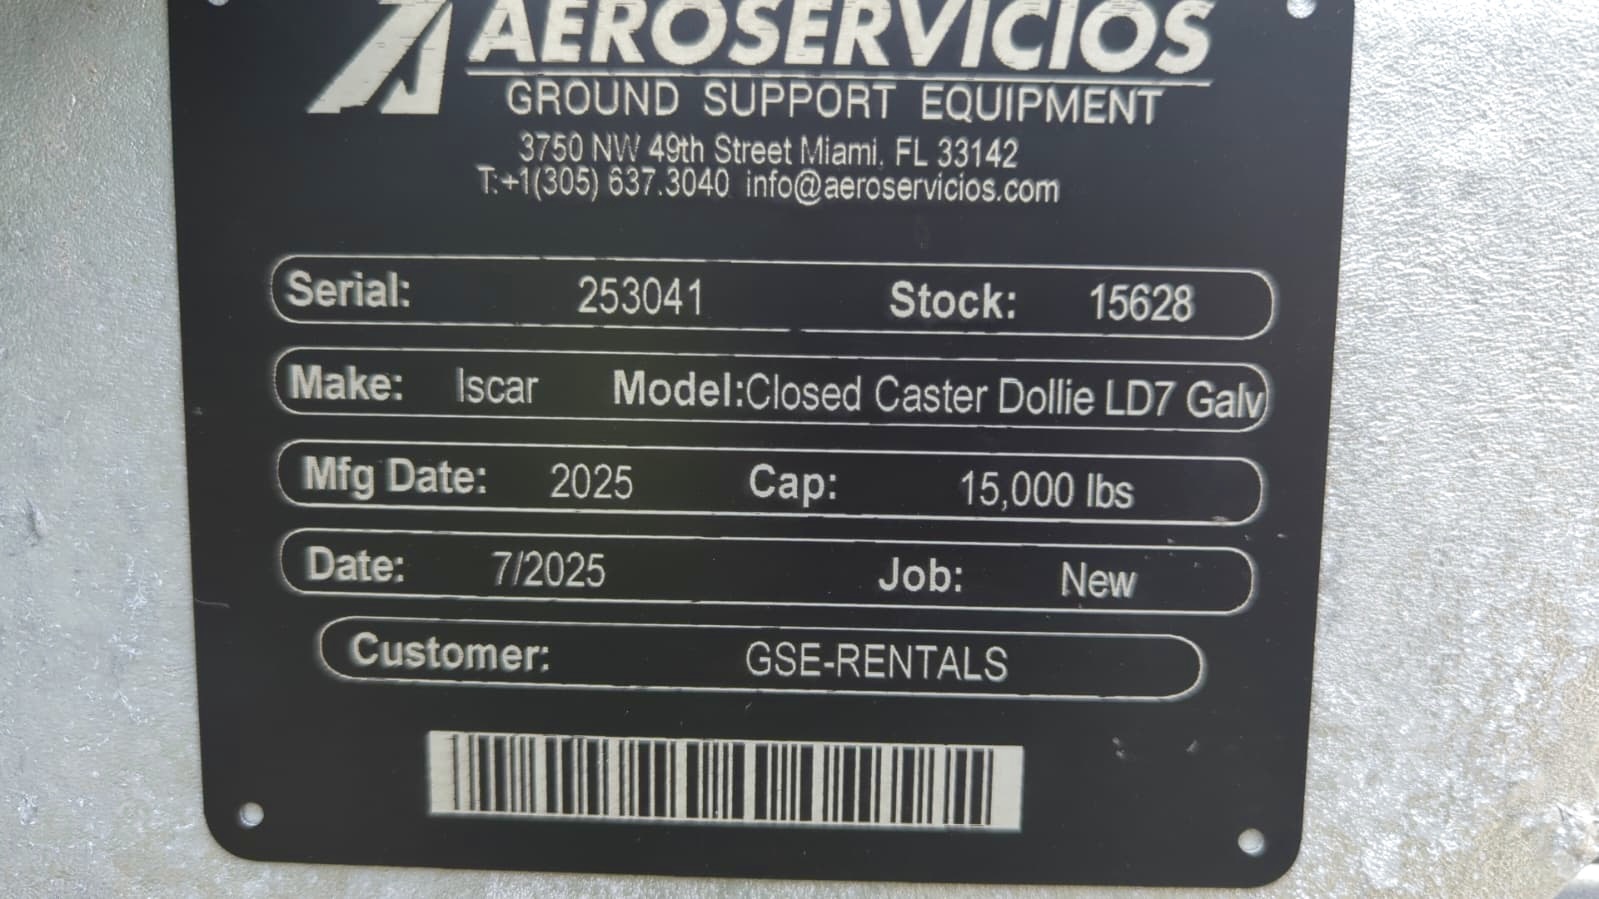 AEROSERVICIOS
GROUND SUPPORT EQUIPMENT
3750 NW 49th Street Miami, FL 33142
T:+1(305) 637.3040 info@aeroservicios.com
Serial: 253041 Stock: 15628
Make: Iscar Model:Closed Caster Dollie LD7 Galv
Mfg Date: 2025 Cap: 15,000 lbs
Date: 7/2025 Job: New
Customer: GSE-RENTALS